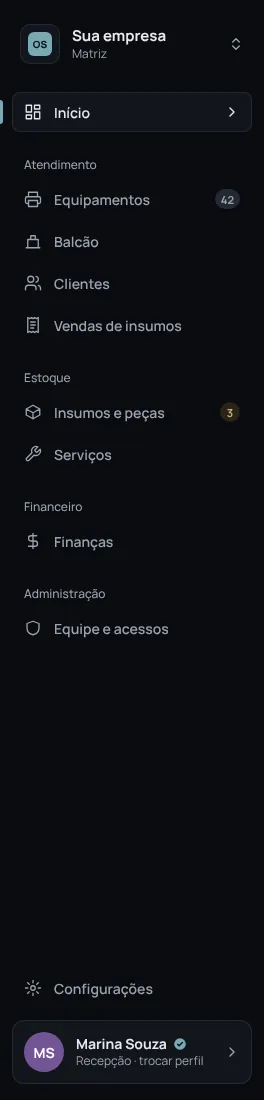 OS
Sua empresa
Matriz
Início
Atendimento
Equipamentos 42
Balcão
Clientes
Vendas de insumos
Estoque
Insumos e peças 3
Serviços
Financeiro
Finanças
Administração
Equipe e acessos
Configurações
MS
Marina Souza
Recepção · trocar perfil